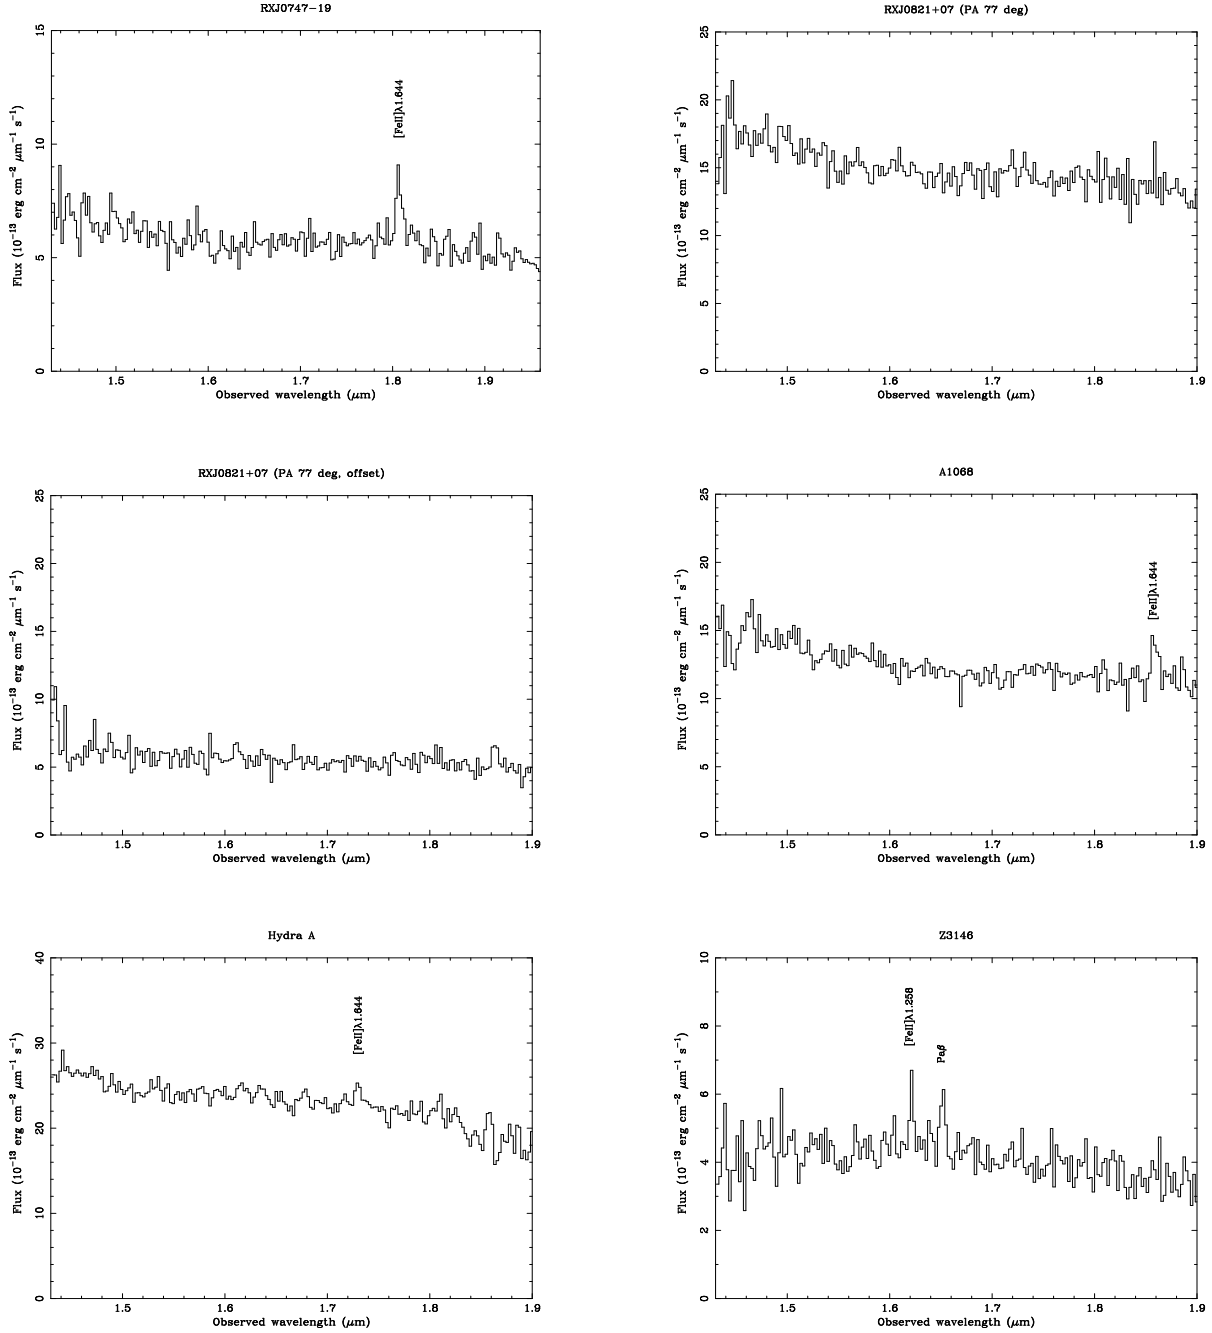 RXJ0747−19
15
10
5
0
Flux (10⁻¹³ erg cm⁻² μm⁻¹ s⁻¹)
[FeII]λ1.644
1.5 1.6 1.7 1.8 1.9
Observed wavelength (μm)
RXJ0821+07 (PA 77 deg)
25
20
15
10
5
0
Flux (10⁻¹³ erg cm⁻² μm⁻¹ s⁻¹)
1.5 1.6 1.7 1.8 1.9
Observed wavelength (μm)
RXJ0821+07 (PA 77 deg, offset)
25
20
15
10
5
0
Flux (10⁻¹³ erg cm⁻² μm⁻¹ s⁻¹)
1.5 1.6 1.7 1.8 1.9
Observed wavelength (μm)
A1068
25
20
15
10
5
0
Flux (10⁻¹³ erg cm⁻² μm⁻¹ s⁻¹)
[FeII]λ1.644
1.5 1.6 1.7 1.8 1.9
Observed wavelength (μm)
Hydra A
40
30
20
10
0
Flux (10⁻¹³ erg cm⁻² μm⁻¹ s⁻¹)
[FeII]λ1.644
1.5 1.6 1.7 1.8 1.9
Observed wavelength (μm)
Z3146
10
8
6
4
2
0
Flux (10⁻¹³ erg cm⁻² μm⁻¹ s⁻¹)
[FeII]λ1.258
Paβ
1.5 1.6 1.7 1.8 1.9
Observed wavelength (μm)